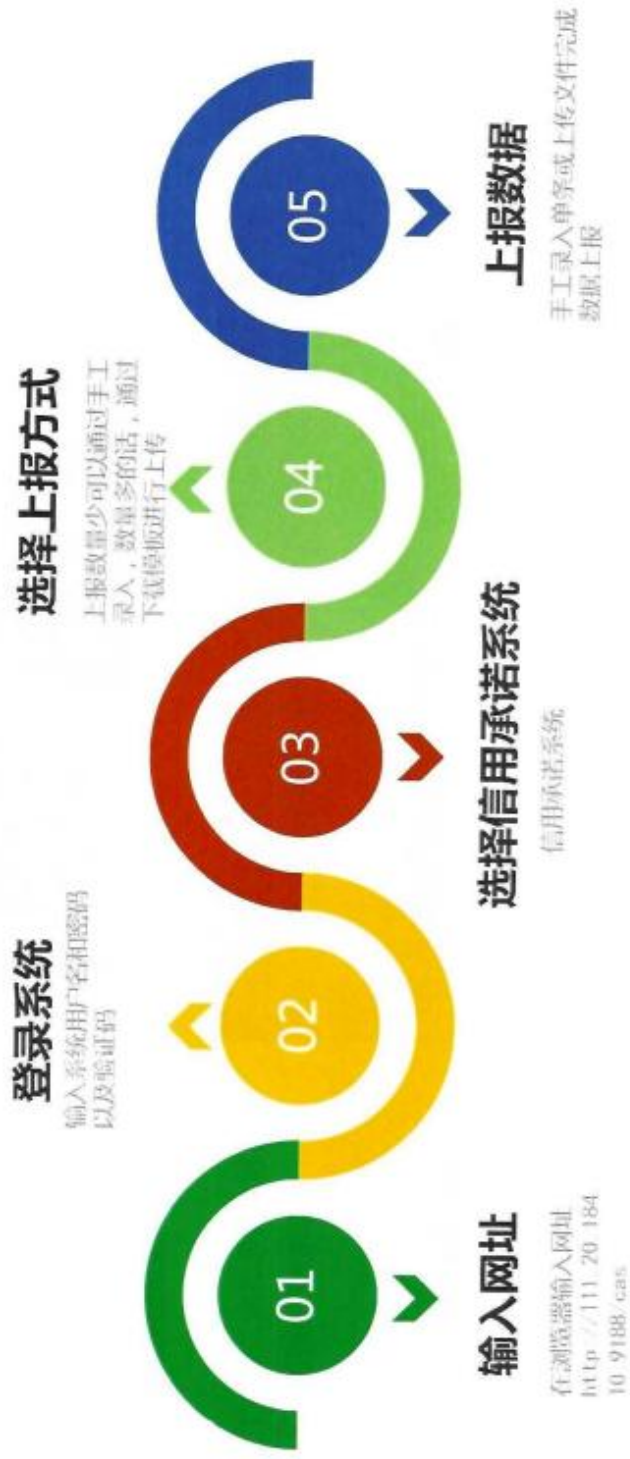 01
输入网址
在浏览器输入网址
http://111 20 184
10 9188/cas
02
登录系统
输入系统用户名和密码
以及验证码
03
选择信用承诺系统
信用承诺系统
04
选择上报方式
上报数量少可以通过手工
录入，数量多的话，通过
下载模板进行上传
05
上报数据
手工录入单条或上传文件完成
数据上报